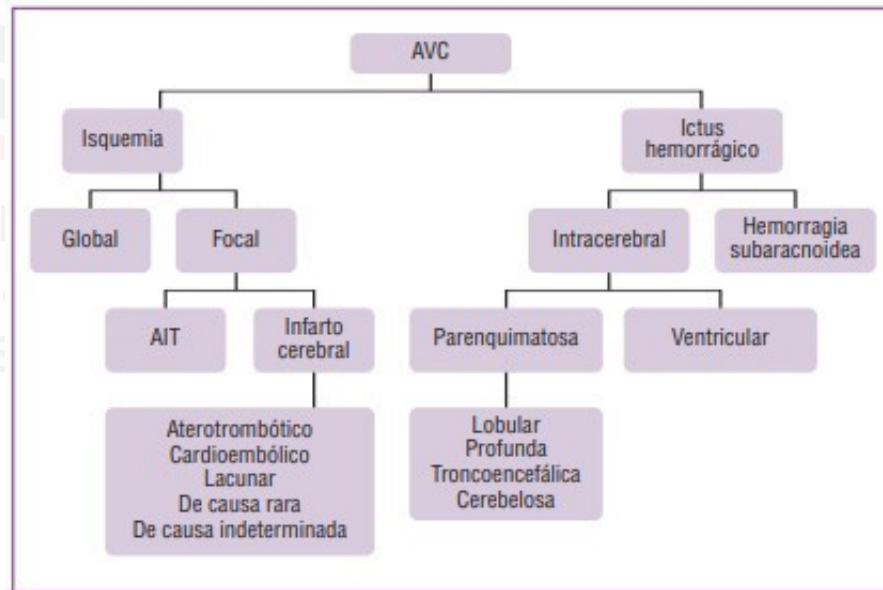 AVC
Isquemia
Ictus
hemorrágico
Global
Focal
Intracerebral
Hemorragia
subaracnoidea
AIT
Infarto
cerebral
Parenquimatosa
Ventricular
Aterotrombótico
Cardioembólico
Lacunar
De causa rara
De causa indeterminada
Lobular
Profunda
Troncoencefálica
Cerebelosa